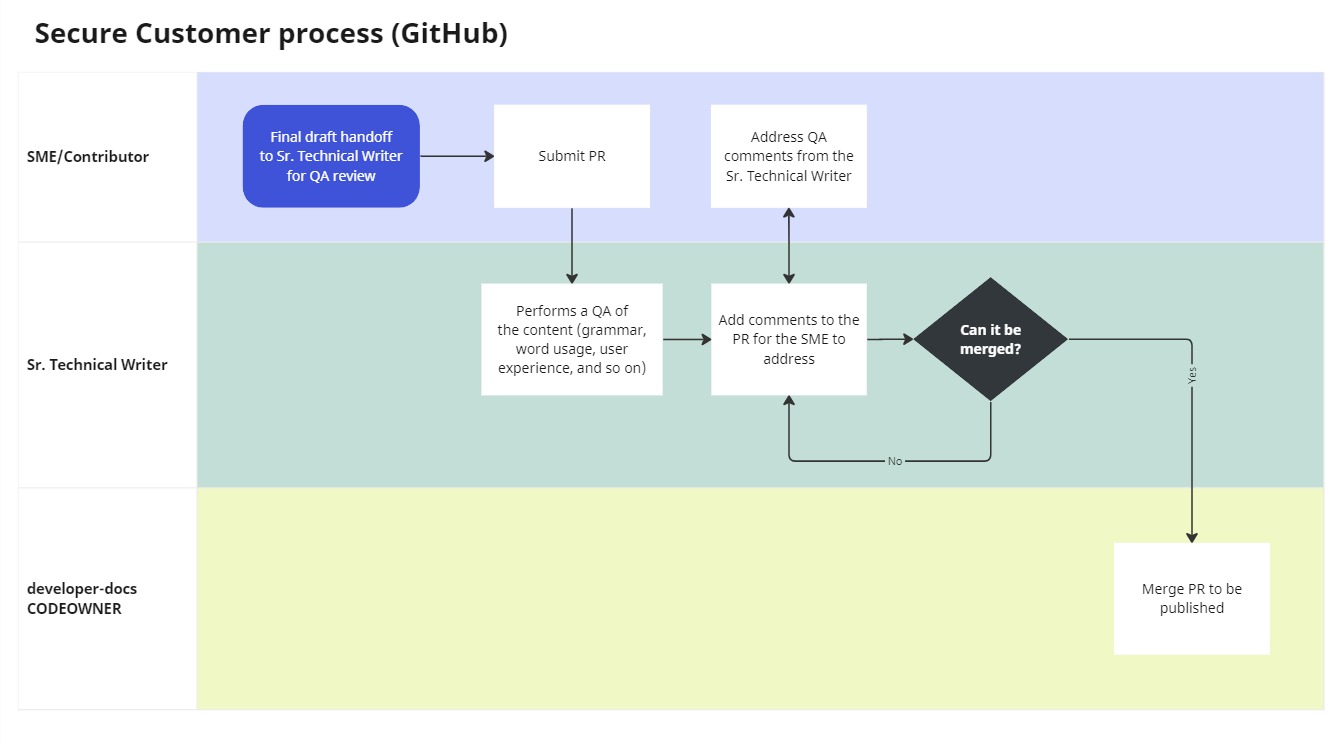 Secure Customer process (GitHub)
SME/Contributor
Final draft handoff
to Sr. Technical Writer
for QA review
Submit PR
Address QA
comments from the
Sr. Technical Writer
Sr. Technical Writer
Performs a QA of
the content (grammar,
word usage, user
experience, and so on)
Add comments to the
PR for the SME to
address
Can it be
merged?
Yes
No
developer-docs
CODEOWNER
Merge PR to be
published